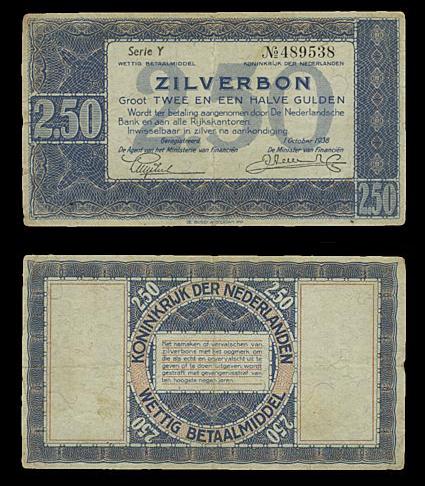 Serie Y
№ 489538
WETTIG BETAALMIDDEL
KONINKRIJK DER NEDERLANDEN
ZILVERBON
Groot TWEE EN EEN HALVE GULDEN
Wordt ter betaling aangenomen door De Nederlandsche
Bank en aan alle Rijkskantoren.
Inwisselbaar in zilver, na aankondiging.
Geregistreerd
1 October 1938
De Agent van het Ministerie van Financiën
De Minister van Financiën
250
2.50
2.50
KONINKRIJK DER NEDERLANDEN
2.50
2.50
Het namaken of vervalschen van
zilverbons met het oogmerk om
die als echt en onvervalscht uit te
geven of te doen uitgeven, wordt
gestraft met gevangenisstraf van
ten hoogste negen jaren.
WETTIG BETAALMIDDEL
2.50
2.50